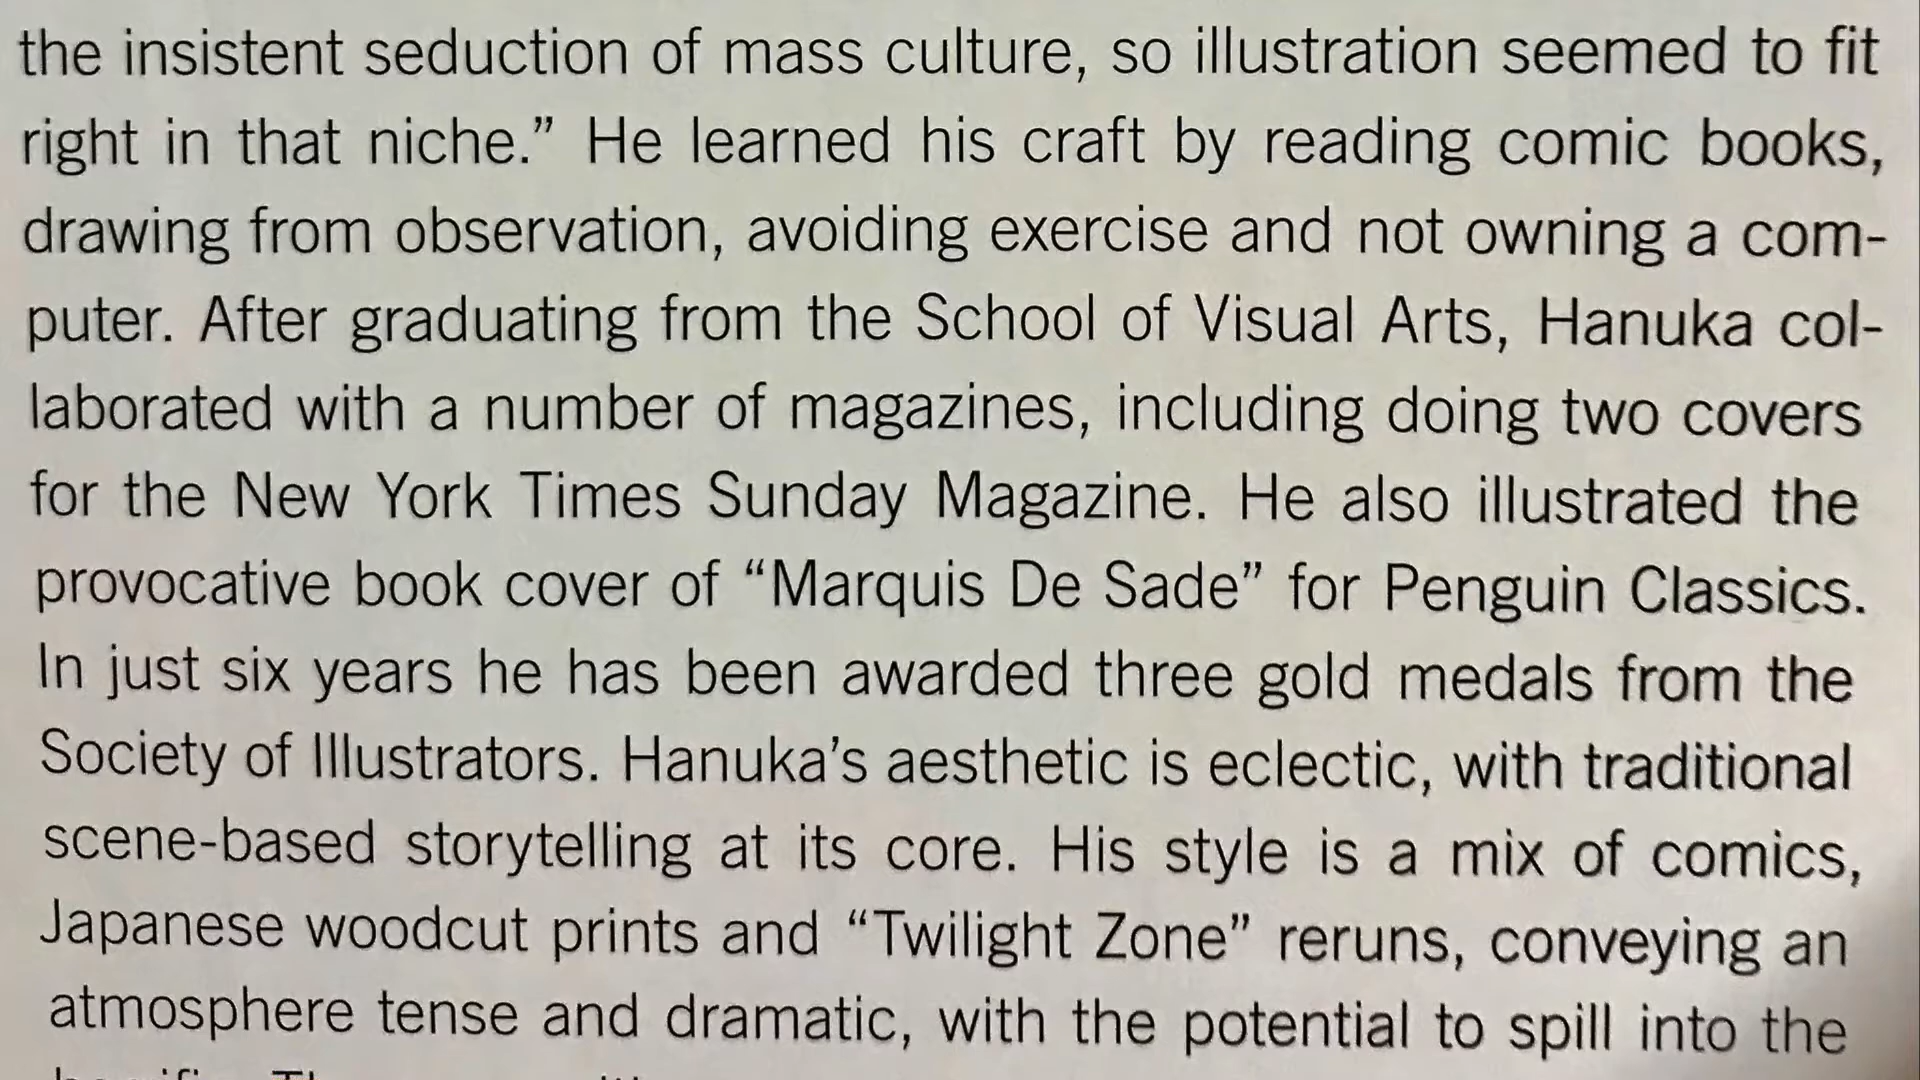 the insistent seduction of mass culture, so illustration seemed to fit
right in that niche.” He learned his craft by reading comic books,
drawing from observation, avoiding exercise and not owning a com-
puter. After graduating from the School of Visual Arts, Hanuka col-
laborated with a number of magazines, including doing two covers
for the New York Times Sunday Magazine. He also illustrated the
provocative book cover of “Marquis De Sade” for Penguin Classics.
In just six years he has been awarded three gold medals from the
Society of Illustrators. Hanuka’s aesthetic is eclectic, with traditional
scene-based storytelling at its core. His style is a mix of comics,
Japanese woodcut prints and “Twilight Zone” reruns, conveying an
atmosphere tense and dramatic, with the potential to spill into the